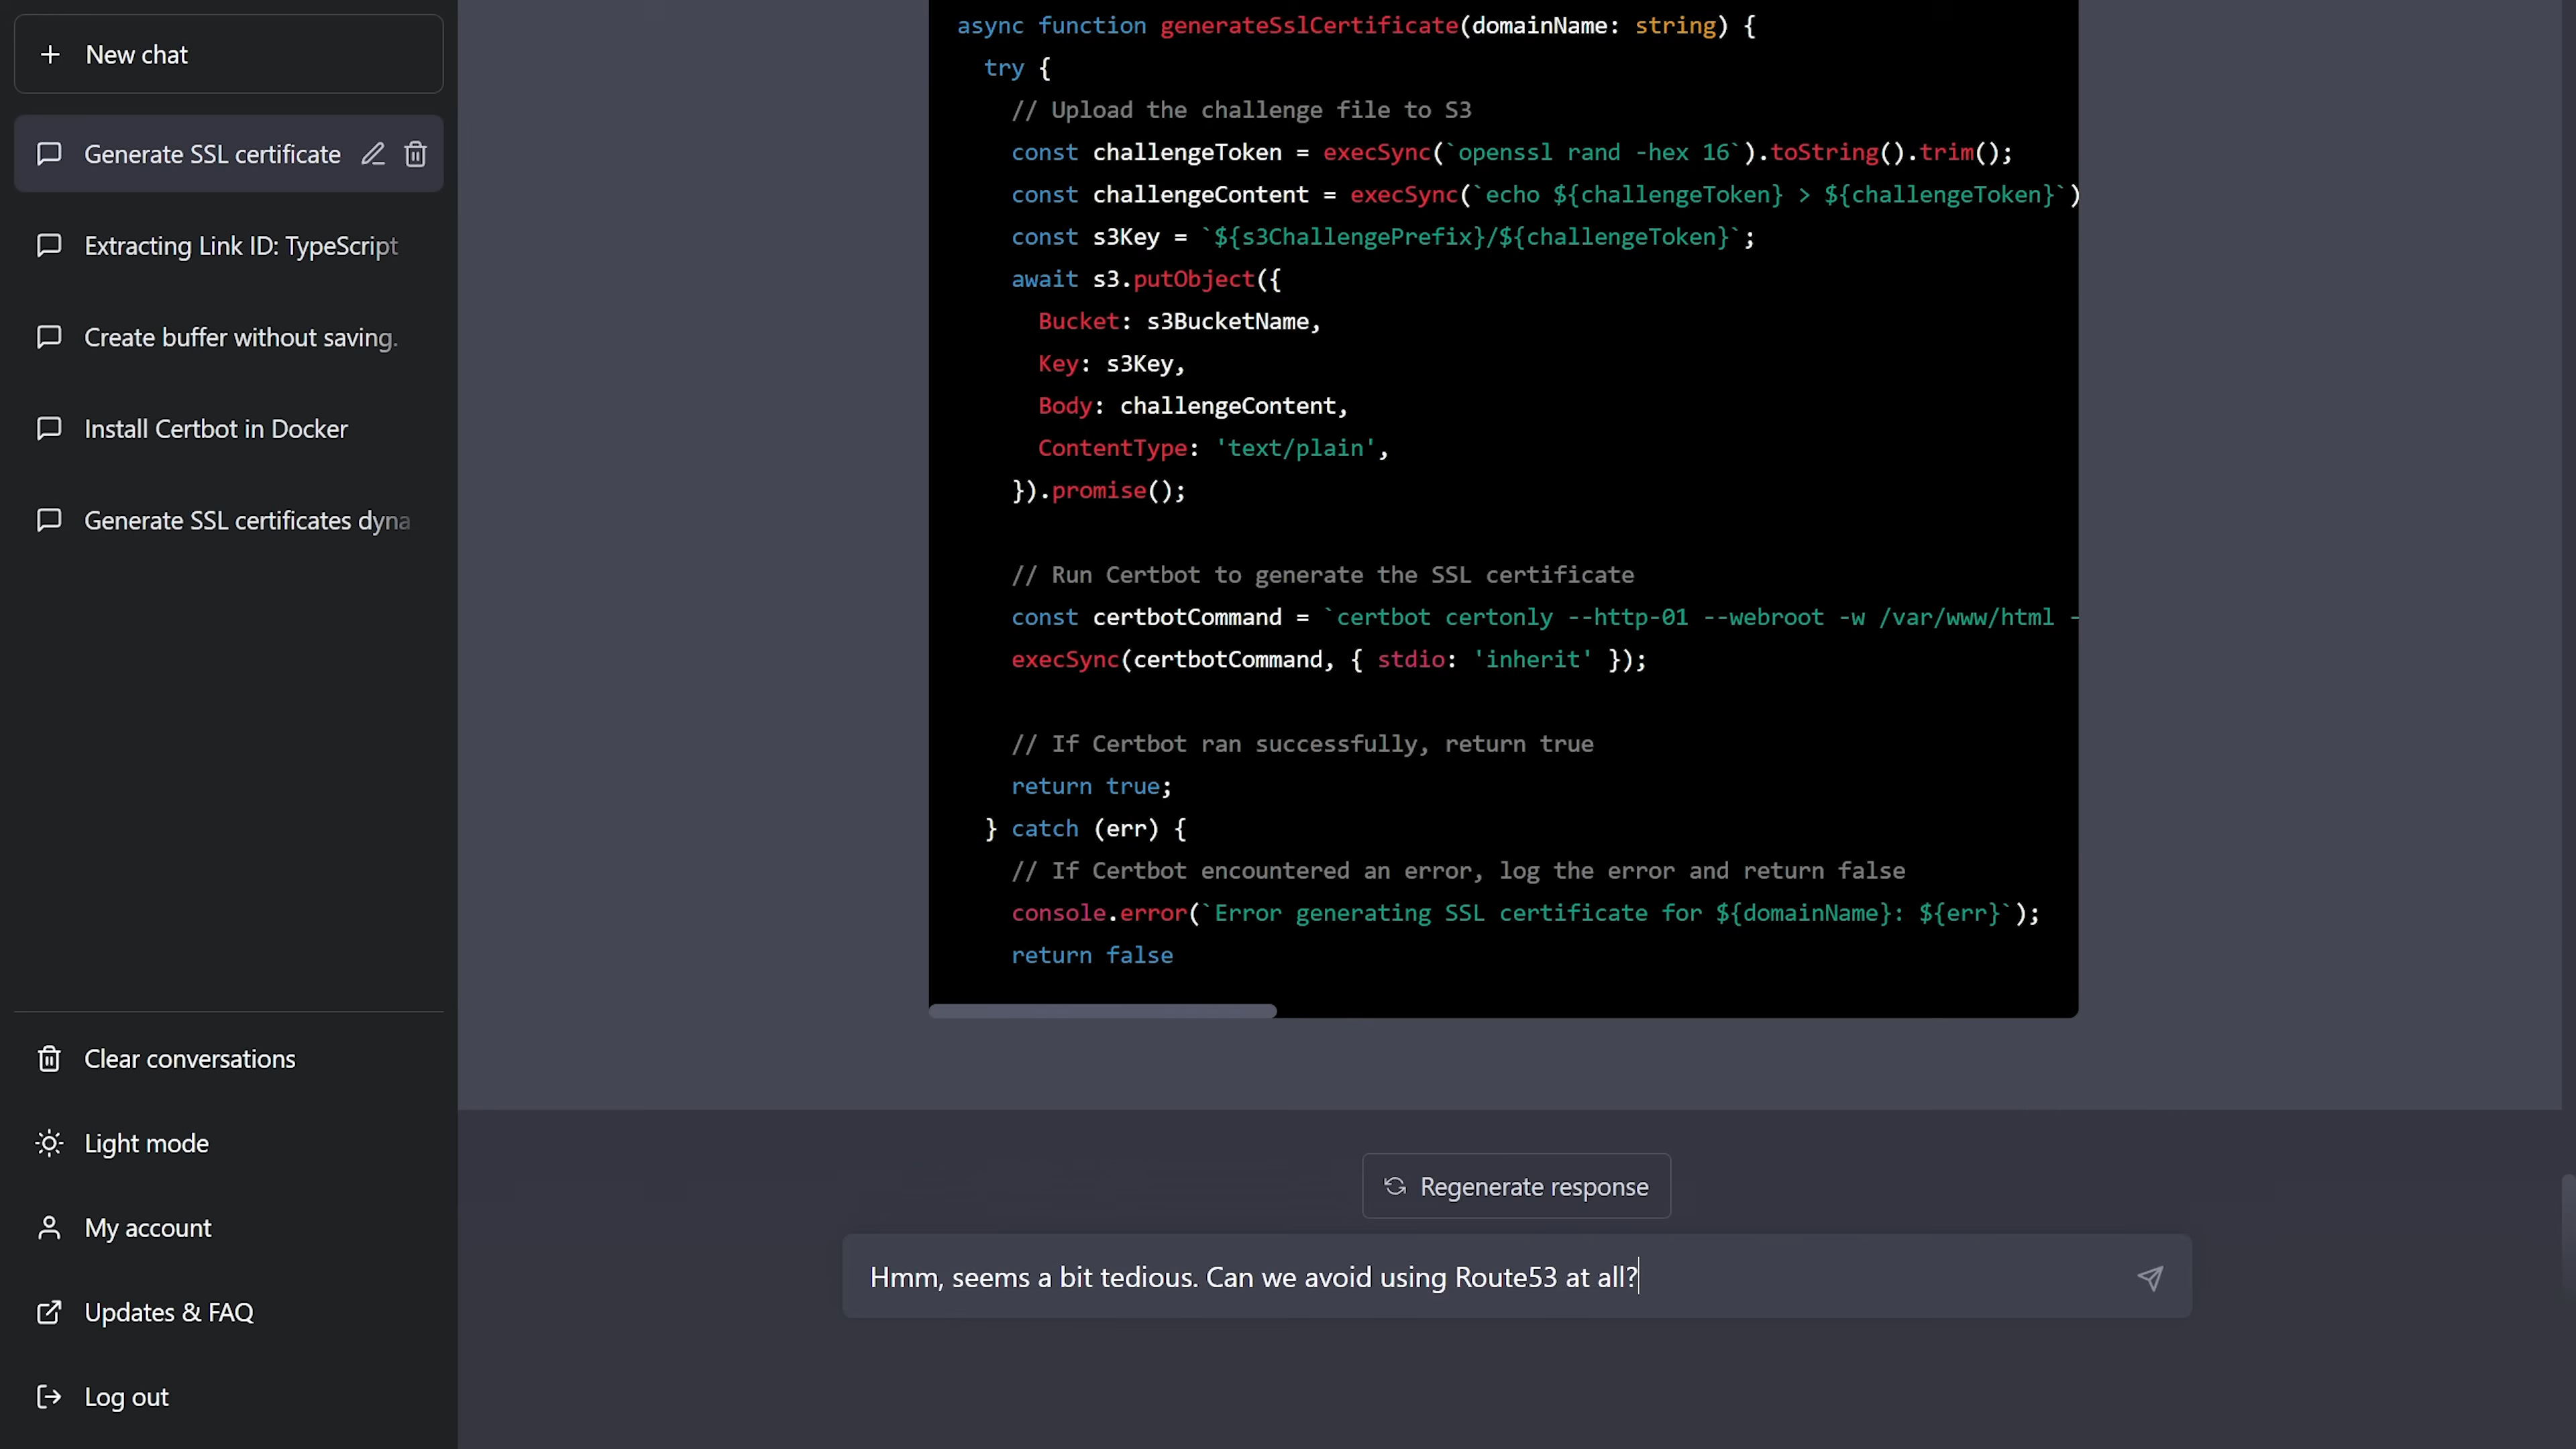 New chat
Generate SSL certificate
Extracting Link ID: TypeScript
Create buffer without saving.
Install Certbot in Docker
Generate SSL certificates dyna
Clear conversations
Light mode
My account
Updates & FAQ
Log out
async function generateSslCertificate(domainName: string) {
try {
// Upload the challenge file to S3
const challengeToken = execSync(`openssl rand -hex 16`).toString().trim();
const challengeContent = execSync(`echo ${challengeToken} > ${challengeToken}`)
const s3Key = `${s3ChallengePrefix}/${challengeToken}`;
await s3.putObject({
Bucket: s3BucketName,
Key: s3Key,
Body: challengeContent,
ContentType: 'text/plain',
}).promise();
// Run Certbot to generate the SSL certificate
const certbotCommand = `certbot certonly --http-01 --webroot -w /var/www/html -
execSync(certbotCommand, { stdio: 'inherit' });
// If Certbot ran successfully, return true
return true;
} catch (err) {
// If Certbot encountered an error, log the error and return false
console.error(`Error generating SSL certificate for ${domainName}: ${err}`);
return false
Regenerate response
Hmm, seems a bit tedious. Can we avoid using Route53 at all?